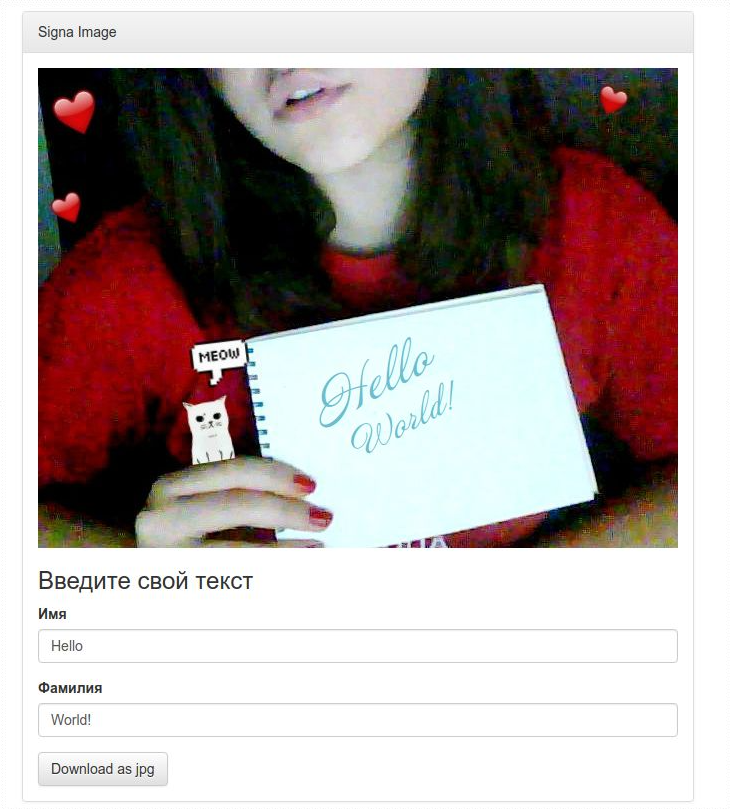 Signa Image
MEOW
Hello
World!
Введите свой текст
Имя
Hello
Фамилия
World!
Download as jpg